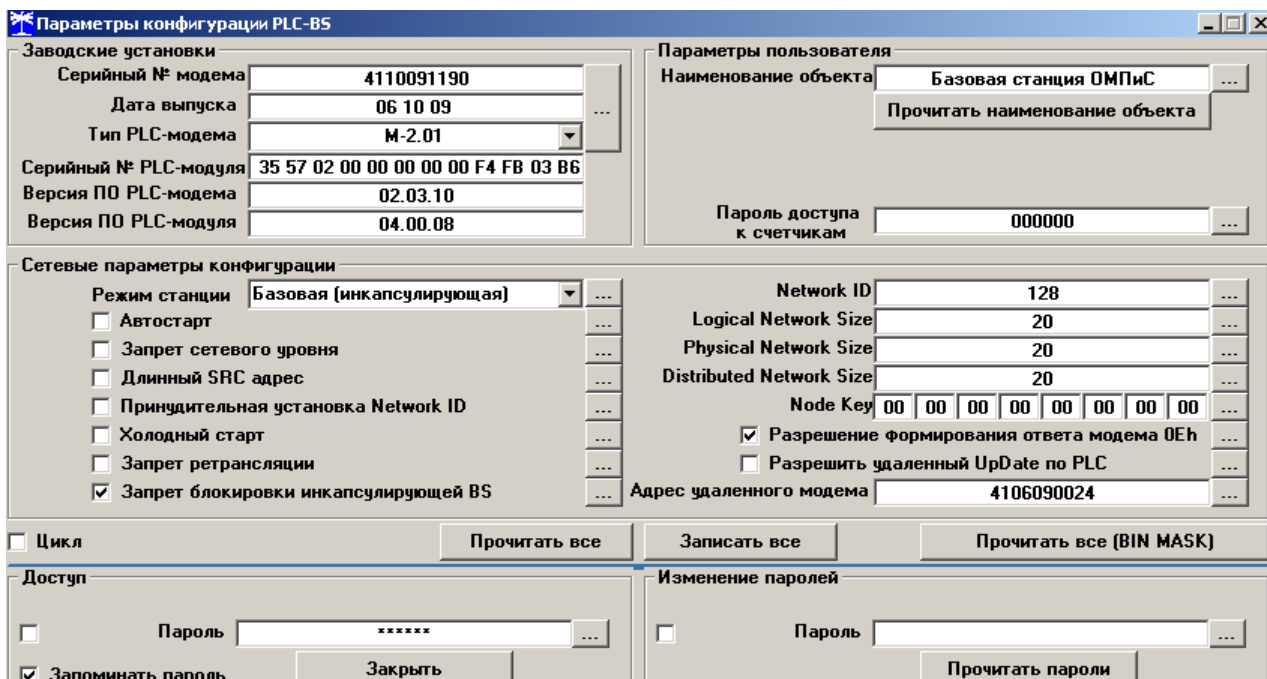 Параметры конфигурации PLC-BS
Заводские установки
Серийный № модема 4110091190
Дата выпуска 06 10 09 ...
Тип PLC-модема М-2.01
Серийный № PLC-модуля 35 57 02 00 00 00 00 00 F4 FB 03 B6
Версия ПО PLC-модема 02.03.10
Версия ПО PLC-модуля 04.00.08
Параметры пользователя
Наименование объекта Базовая станция ОМПиС ...
Прочитать наименование объекта
Пароль доступа
к счетчикам 000000 ...
Сетевые параметры конфигурации
Режим станции Базовая (инкапсулирующая) ...
Автостарт ...
Запрет сетевого уровня ...
Длинный SRC адрес ...
Принудительная установка Network ID ...
Холодный старт ...
Запрет ретрансляции ...
Запрет блокировки инкапсулирующей BS ...
Network ID 128 ...
Logical Network Size 20 ...
Physical Network Size 20 ...
Distributed Network Size 20 ...
Node Key 00 00 00 00 00 00 00 00 ...
Разрешение формирования ответа модема 0Eh ...
Разрешить удаленный UpDate по PLC ...
Адрес удаленного модема 4106090024 ...
Цикл Прочитать все Записать все Прочитать все (BIN MASK)
Доступ
Пароль ****** ...
Запоминать пароль Закрыть
Изменение паролей
Пароль ...
Прочитать пароли